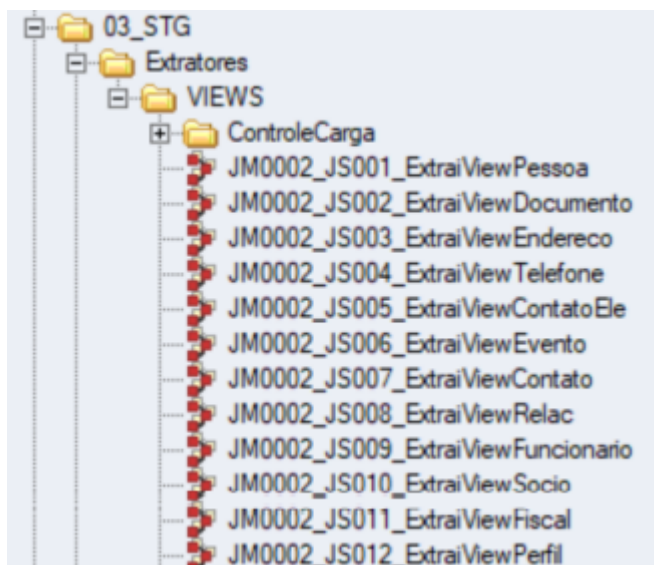 03_STG
Extratores
VIEWS
ControleCarga
JM0002_JS001_ExtraiViewPessoa
JM0002_JS002_ExtraiViewDocumento
JM0002_JS003_ExtraiViewEndereco
JM0002_JS004_ExtraiViewTelefone
JM0002_JS005_ExtraiViewContatoEle
JM0002_JS006_ExtraiViewEvento
JM0002_JS007_ExtraiViewContato
JM0002_JS008_ExtraiViewRelac
JM0002_JS009_ExtraiViewFuncionario
JM0002_JS010_ExtraiViewSocio
JM0002_JS011_ExtraiViewFiscal
JM0002_JS012_ExtraiViewPerfil